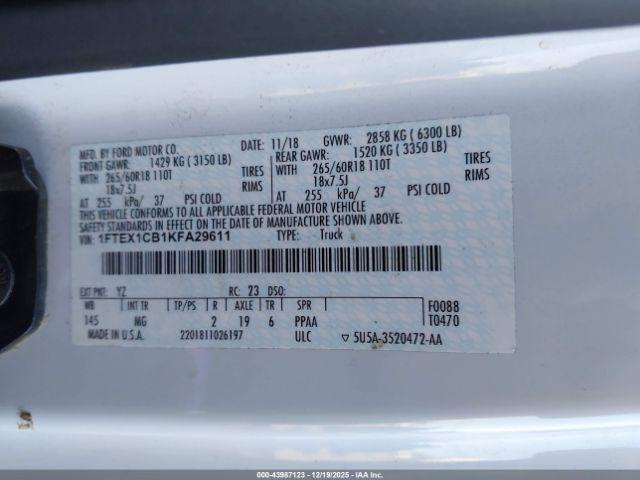 MFD. BY FORD MOTOR CO.
DATE: 11/18 GVWR: 2858 KG ( 6300 LB)
FRONT GAWR: 1429 KG ( 3150 LB) REAR GAWR: 1520 KG ( 3350 LB)
WITH 265/60R18 110T TIRES WITH 265/60R18 110T TIRES
18x7.5J RIMS 18x7.5J RIMS
AT 255 kPa/ 37 PSI COLD AT 255 kPa/ 37 PSI COLD
THIS VEHICLE CONFORMS TO ALL APPLICABLE FEDERAL MOTOR VEHICLE
SAFETY STANDARDS IN EFFECT ON THE DATE OF MANUFACTURE SHOWN ABOVE.
VIN: 1FTEX1CB1KFA29611 TYPE: Truck
EXT PNT: YZ RC: 23 DSO:
WB INT TR TP/PS R AXLE TR SPR F0088
145 MG 2 19 6 PPAA T0470
MADE IN U.S.A. 2201811026197 ULC 5U5A-3520472-AA
000-43987123 - 12/19/2025 - IAAI.COM